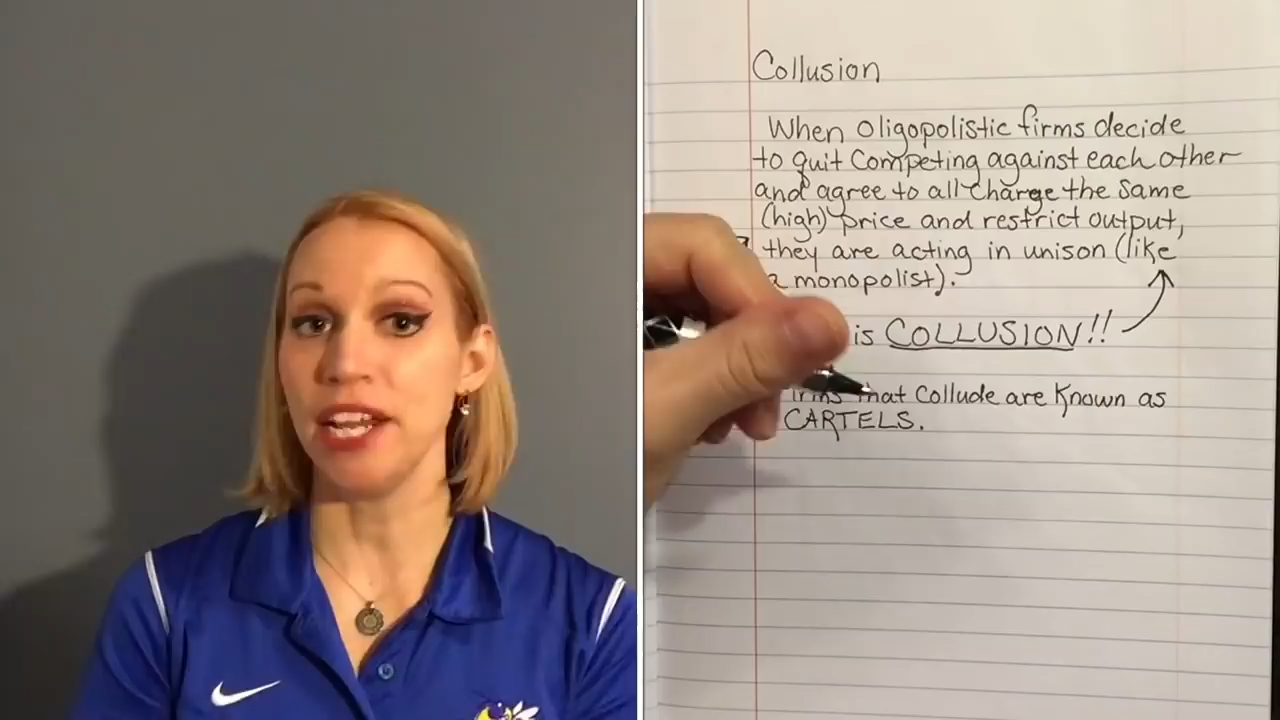 Collusion
When Oligopolistic firms decide
to quit Competing against each other
and agree to all charge the same
(high) price and restrict output,
they are acting in unison (like
a monopolist).
is COLLUSION!!
that Collude are Known as
CARTELS.